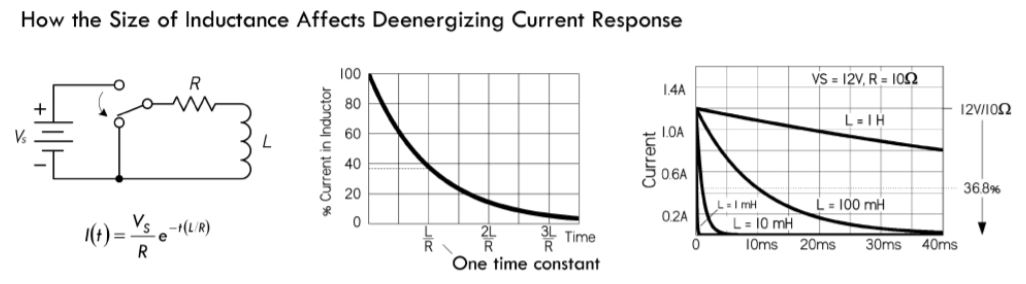 How the Size of Inductance Affects Deenergizing Current Response
+
Vs
−
R
L
I(t) = Vs/R e−t(L/R)
% Current in Inductor
100
80
60
40
20
0
L/R
2L/R
3L/R
Time
One time constant
Current
1.4A
1.0A
0.6A
0.2A
VS = 12V, R = 10Ω
L = 1 H
L = 1 mH
L = 100 mH
L = 10 mH
0
10ms
20ms
30ms
40ms
12V/10Ω
36.8%